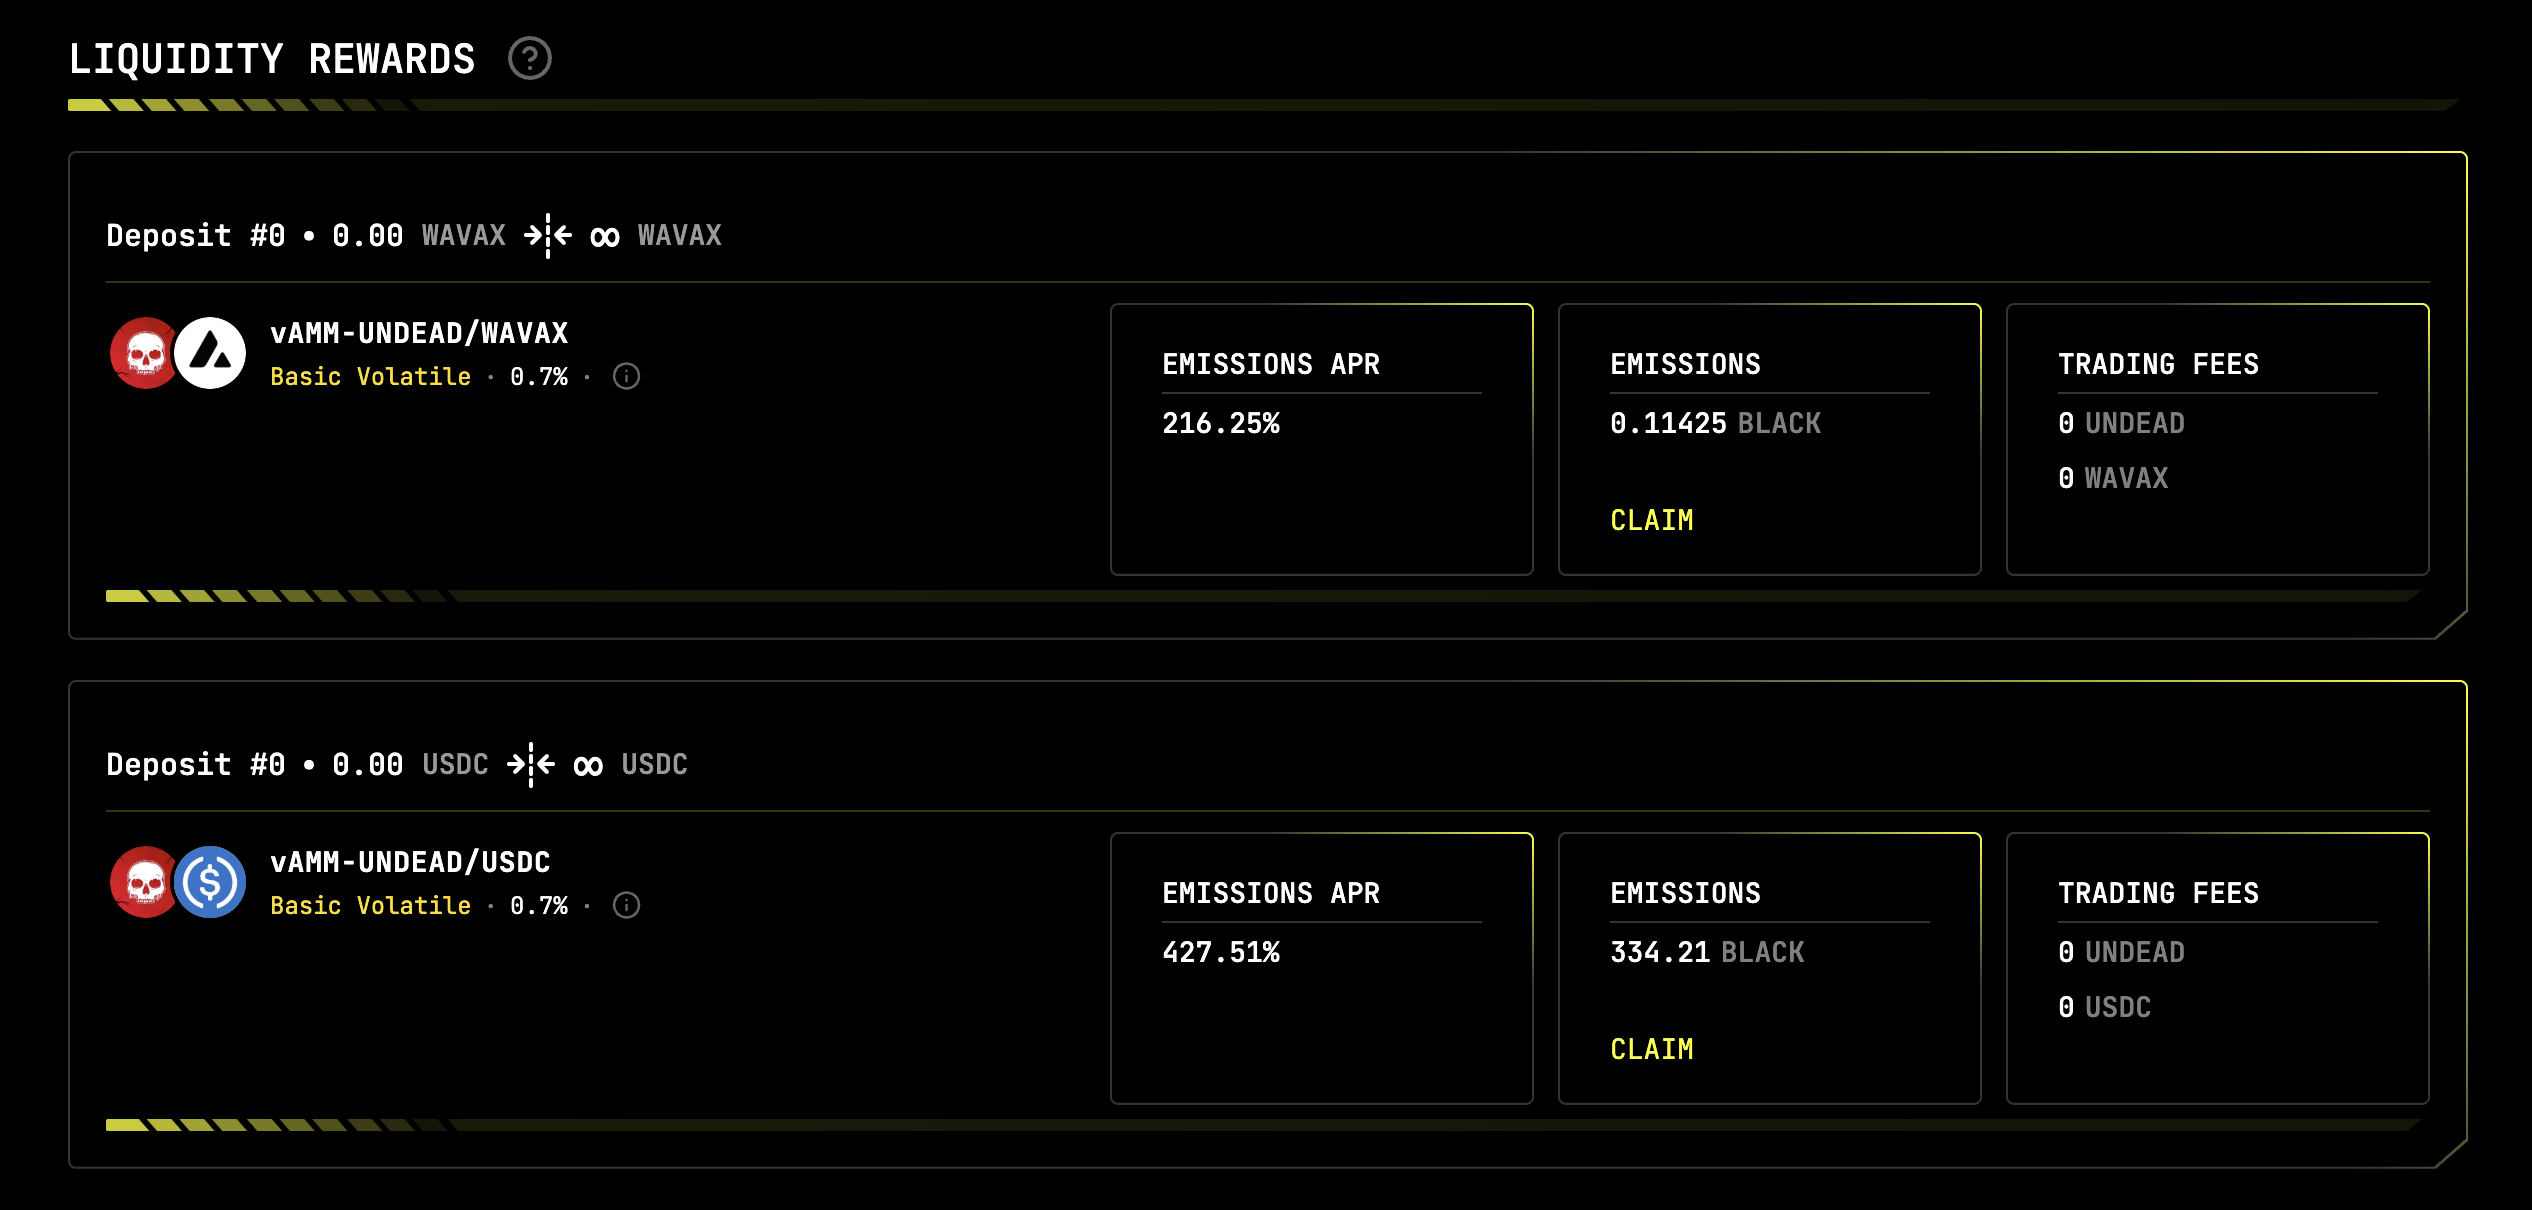 LIQUIDITY REWARDS ?
Deposit #0 • 0.00 WAVAX ∞ WAVAX
vAMM-UNDEAD/WAVAX
Basic Volatile · 0.7% ·
EMISSIONS APR
216.25%
EMISSIONS
0.11425 BLACK
CLAIM
TRADING FEES
0 UNDEAD
0 WAVAX
Deposit #0 • 0.00 USDC ∞ USDC
vAMM-UNDEAD/USDC
Basic Volatile · 0.7% ·
EMISSIONS APR
427.51%
EMISSIONS
334.21 BLACK
CLAIM
TRADING FEES
0 UNDEAD
0 USDC